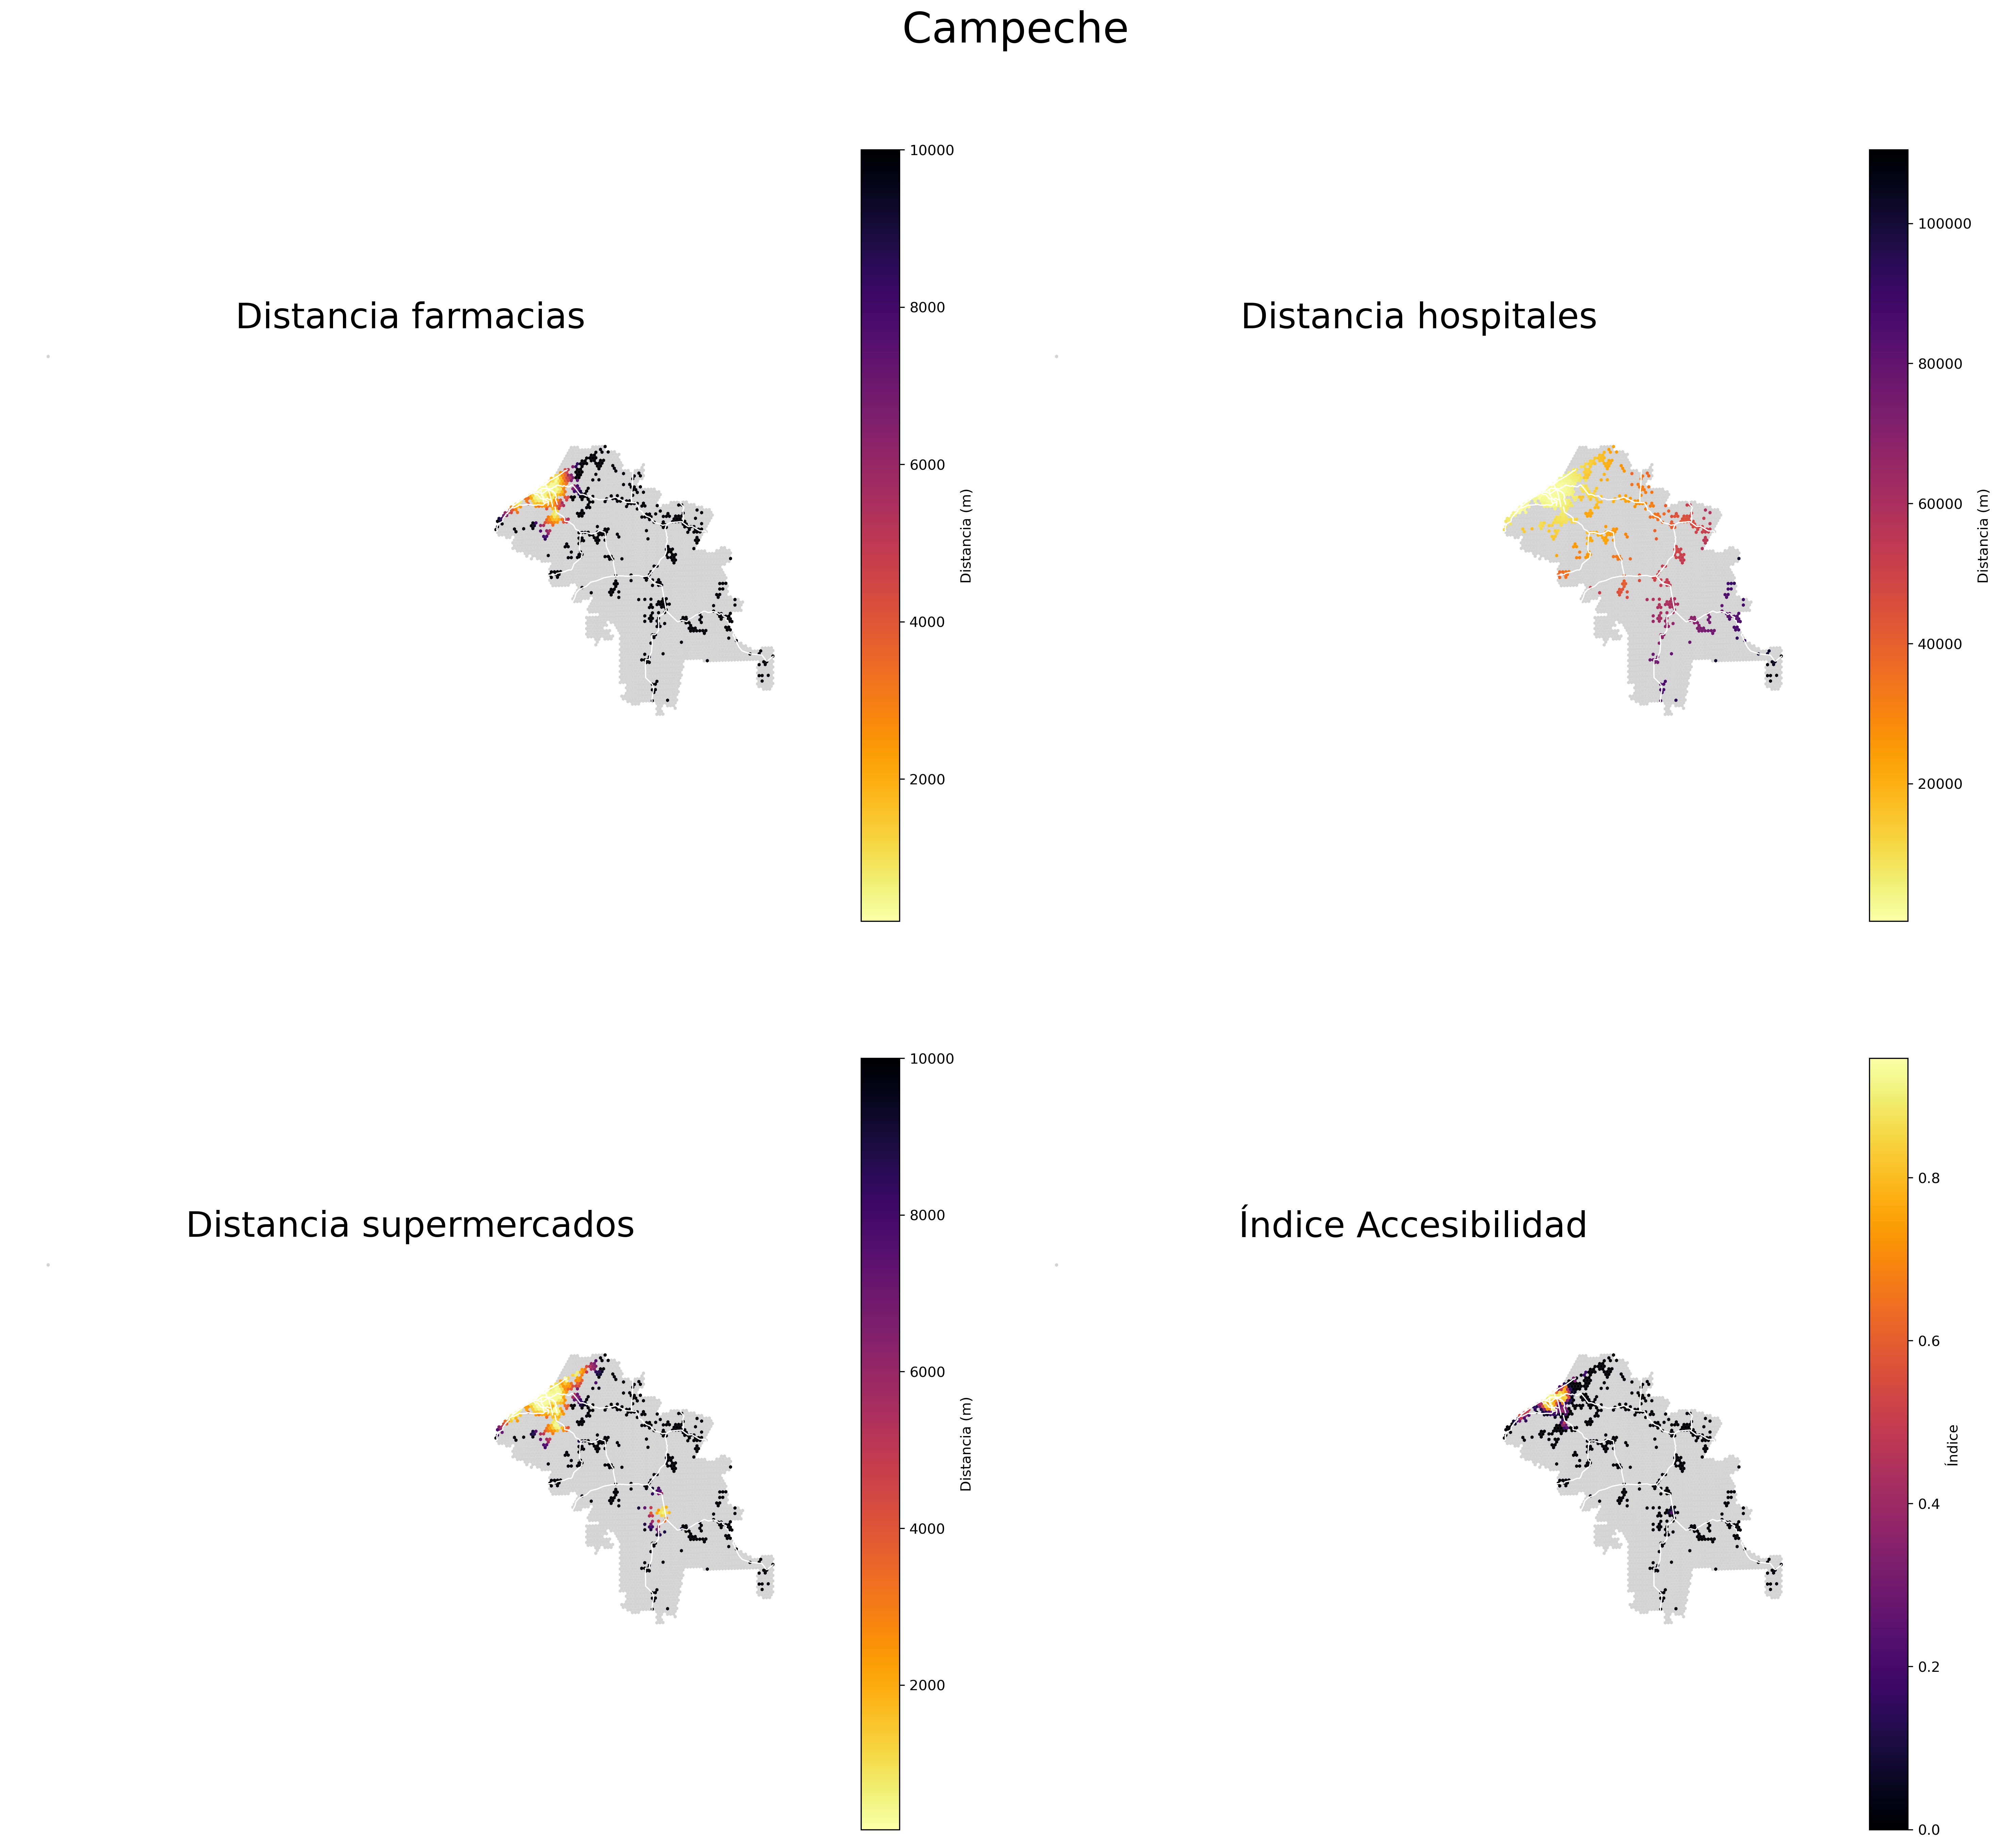 Campeche
Distancia farmacias
10000
8000
6000
4000
2000
Distancia (m)
Distancia hospitales
100000
80000
60000
40000
20000
Distancia (m)
Distancia supermercados
10000
8000
6000
4000
2000
Distancia (m)
Índice Accesibilidad
0.8
0.6
0.4
0.2
0.0
Índice